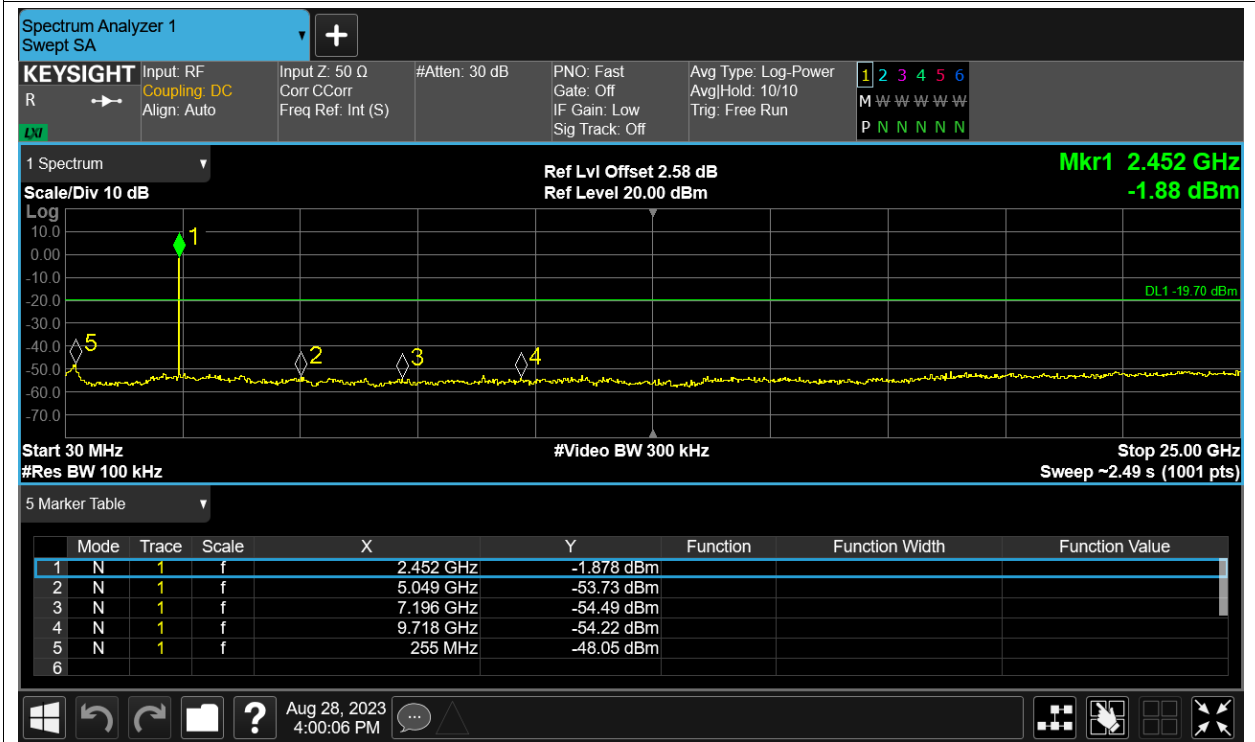 Spectrum Analyzer 1
Swept SA
KEYSIGHT
R
LXI
Input: RF
Coupling: DC
Align: Auto
Input Z: 50 Ω
Corr CCorr
Freq Ref: Int (S)
#Atten: 30 dB
PNO: Fast
Gate: Off
IF Gain: Low
Sig Track: Off
Avg Type: Log-Power
Avg|Hold: 10/10
Trig: Free Run
1 2 3 4 5 6
M W W W W W
P N N N N N
1 Spectrum
Scale/Div 10 dB
Ref Lvl Offset 2.58 dB
Ref Level 20.00 dBm
Mkr1 2.452 GHz
-1.88 dBm
Log
10.0
0.00
-10.0
-20.0
-30.0
-40.0
-50.0
-60.0
-70.0
1
DL1 -19.70 dBm
5
2
3
4
Start 30 MHz
#Video BW 300 kHz
Stop 25.00 GHz
#Res BW 100 kHz
Sweep ~2.49 s (1001 pts)
5 Marker Table
Mode Trace Scale X Y Function Function Width Function Value
1 N 1 f 2.452 GHz -1.878 dBm
2 N 1 f 5.049 GHz -53.73 dBm
3 N 1 f 7.196 GHz -54.49 dBm
4 N 1 f 9.718 GHz -54.22 dBm
5 N 1 f 255 MHz -48.05 dBm
6
?
Aug 28, 2023
4:00:06 PM